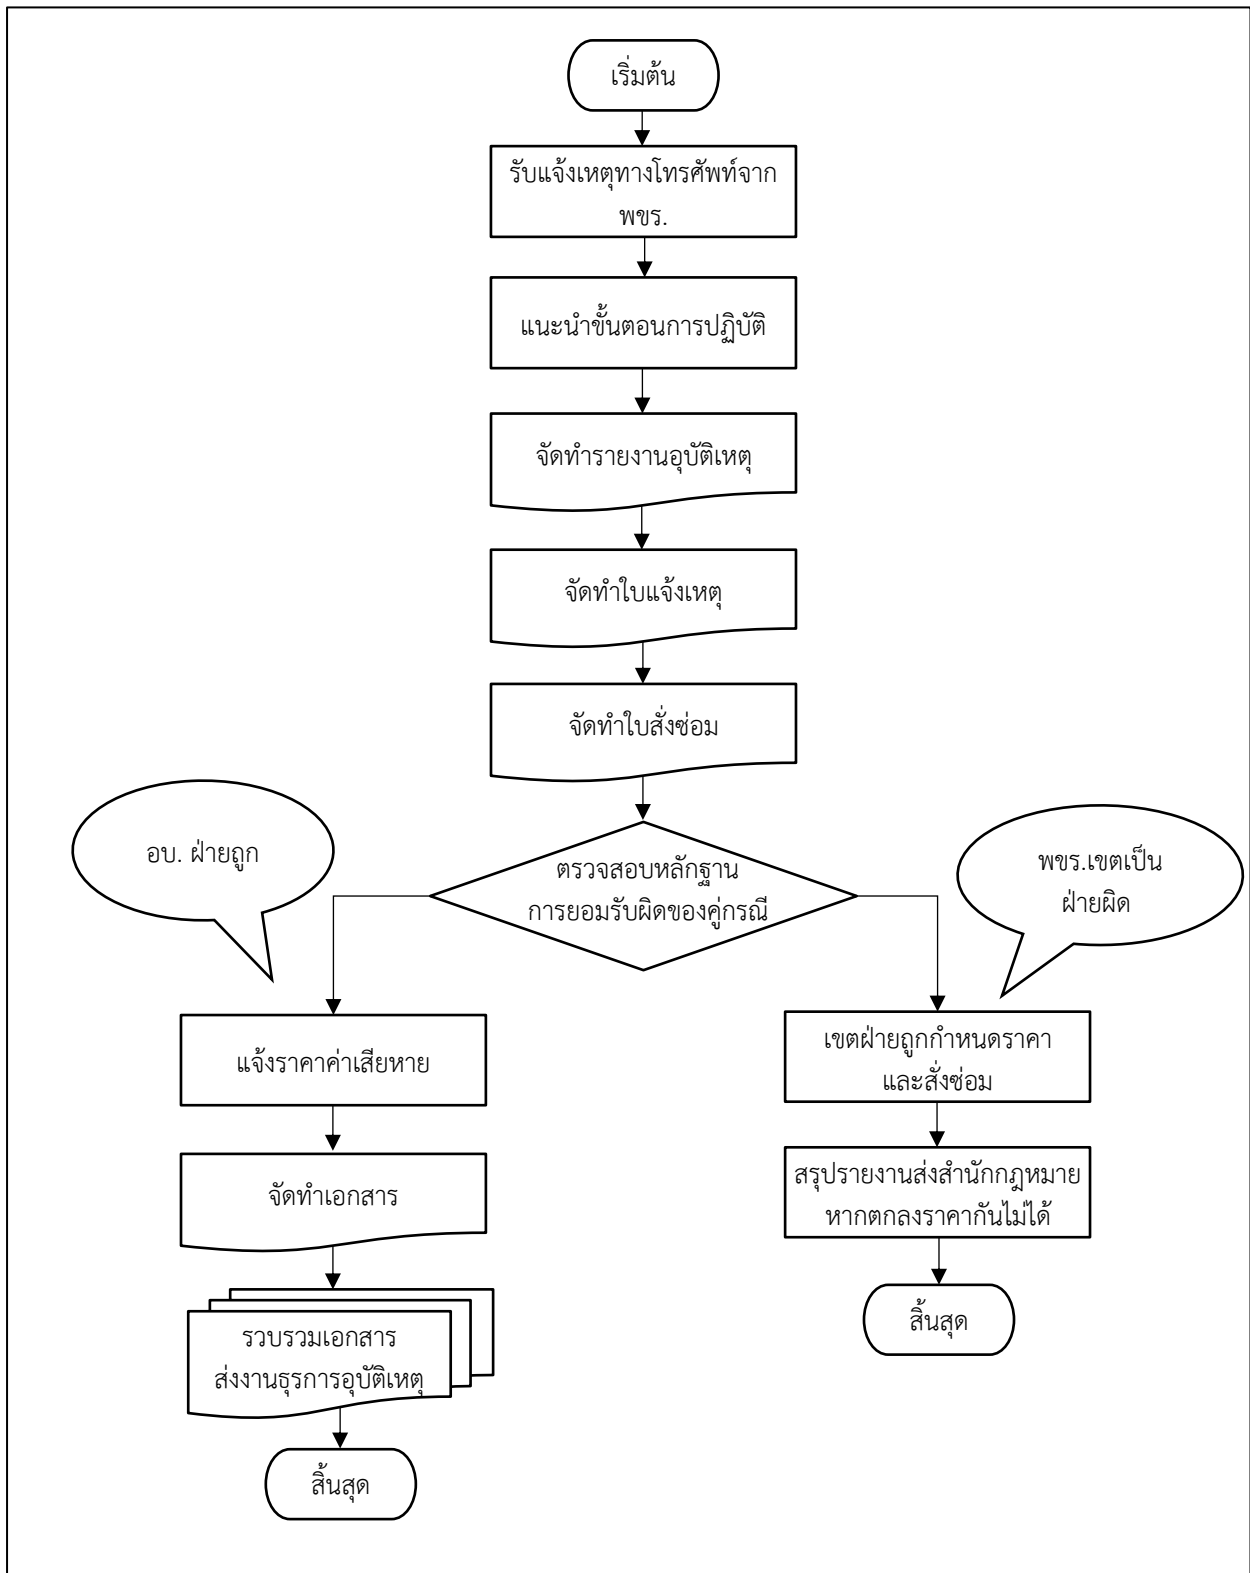 เริ่มต้น
รับแจ้งเหตุทางโทรศัพท์จาก
พขร.
แนะนำขั้นตอนการปฏิบัติ
จัดทำรายงานอุบัติเหตุ
จัดทำใบแจ้งเหตุ
จัดทำใบสั่งซ่อม
อบ. ฝ่ายถูก
ตรวจสอบหลักฐาน
การยอมรับผิดของคู่กรณี
พขร.เขตเป็น
ฝ่ายผิด
แจ้งราคาค่าเสียหาย
จัดทำเอกสาร
รวบรวมเอกสาร
ส่งงานธุรการอุบัติเหตุ
สิ้นสุด
เขตฝ่ายถูกกำหนดราคา
และสั่งซ่อม
สรุปรายงานส่งสำนักกฎหมาย
หากตกลงราคากันไม่ได้
สิ้นสุด